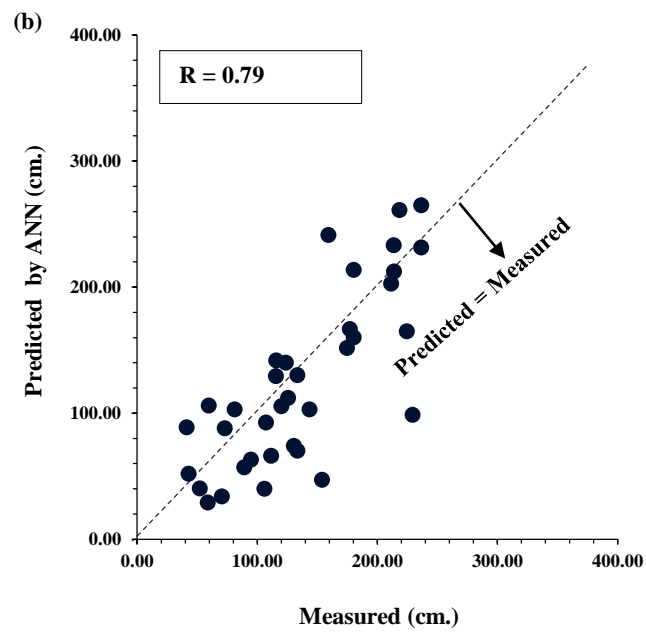 (b)
400.00
R = 0.79
300.00
200.00
100.00
0.00
Predicted by ANN (cm.)
Predicted = Measured
0.00 100.00 200.00 300.00 400.00
Measured (cm.)